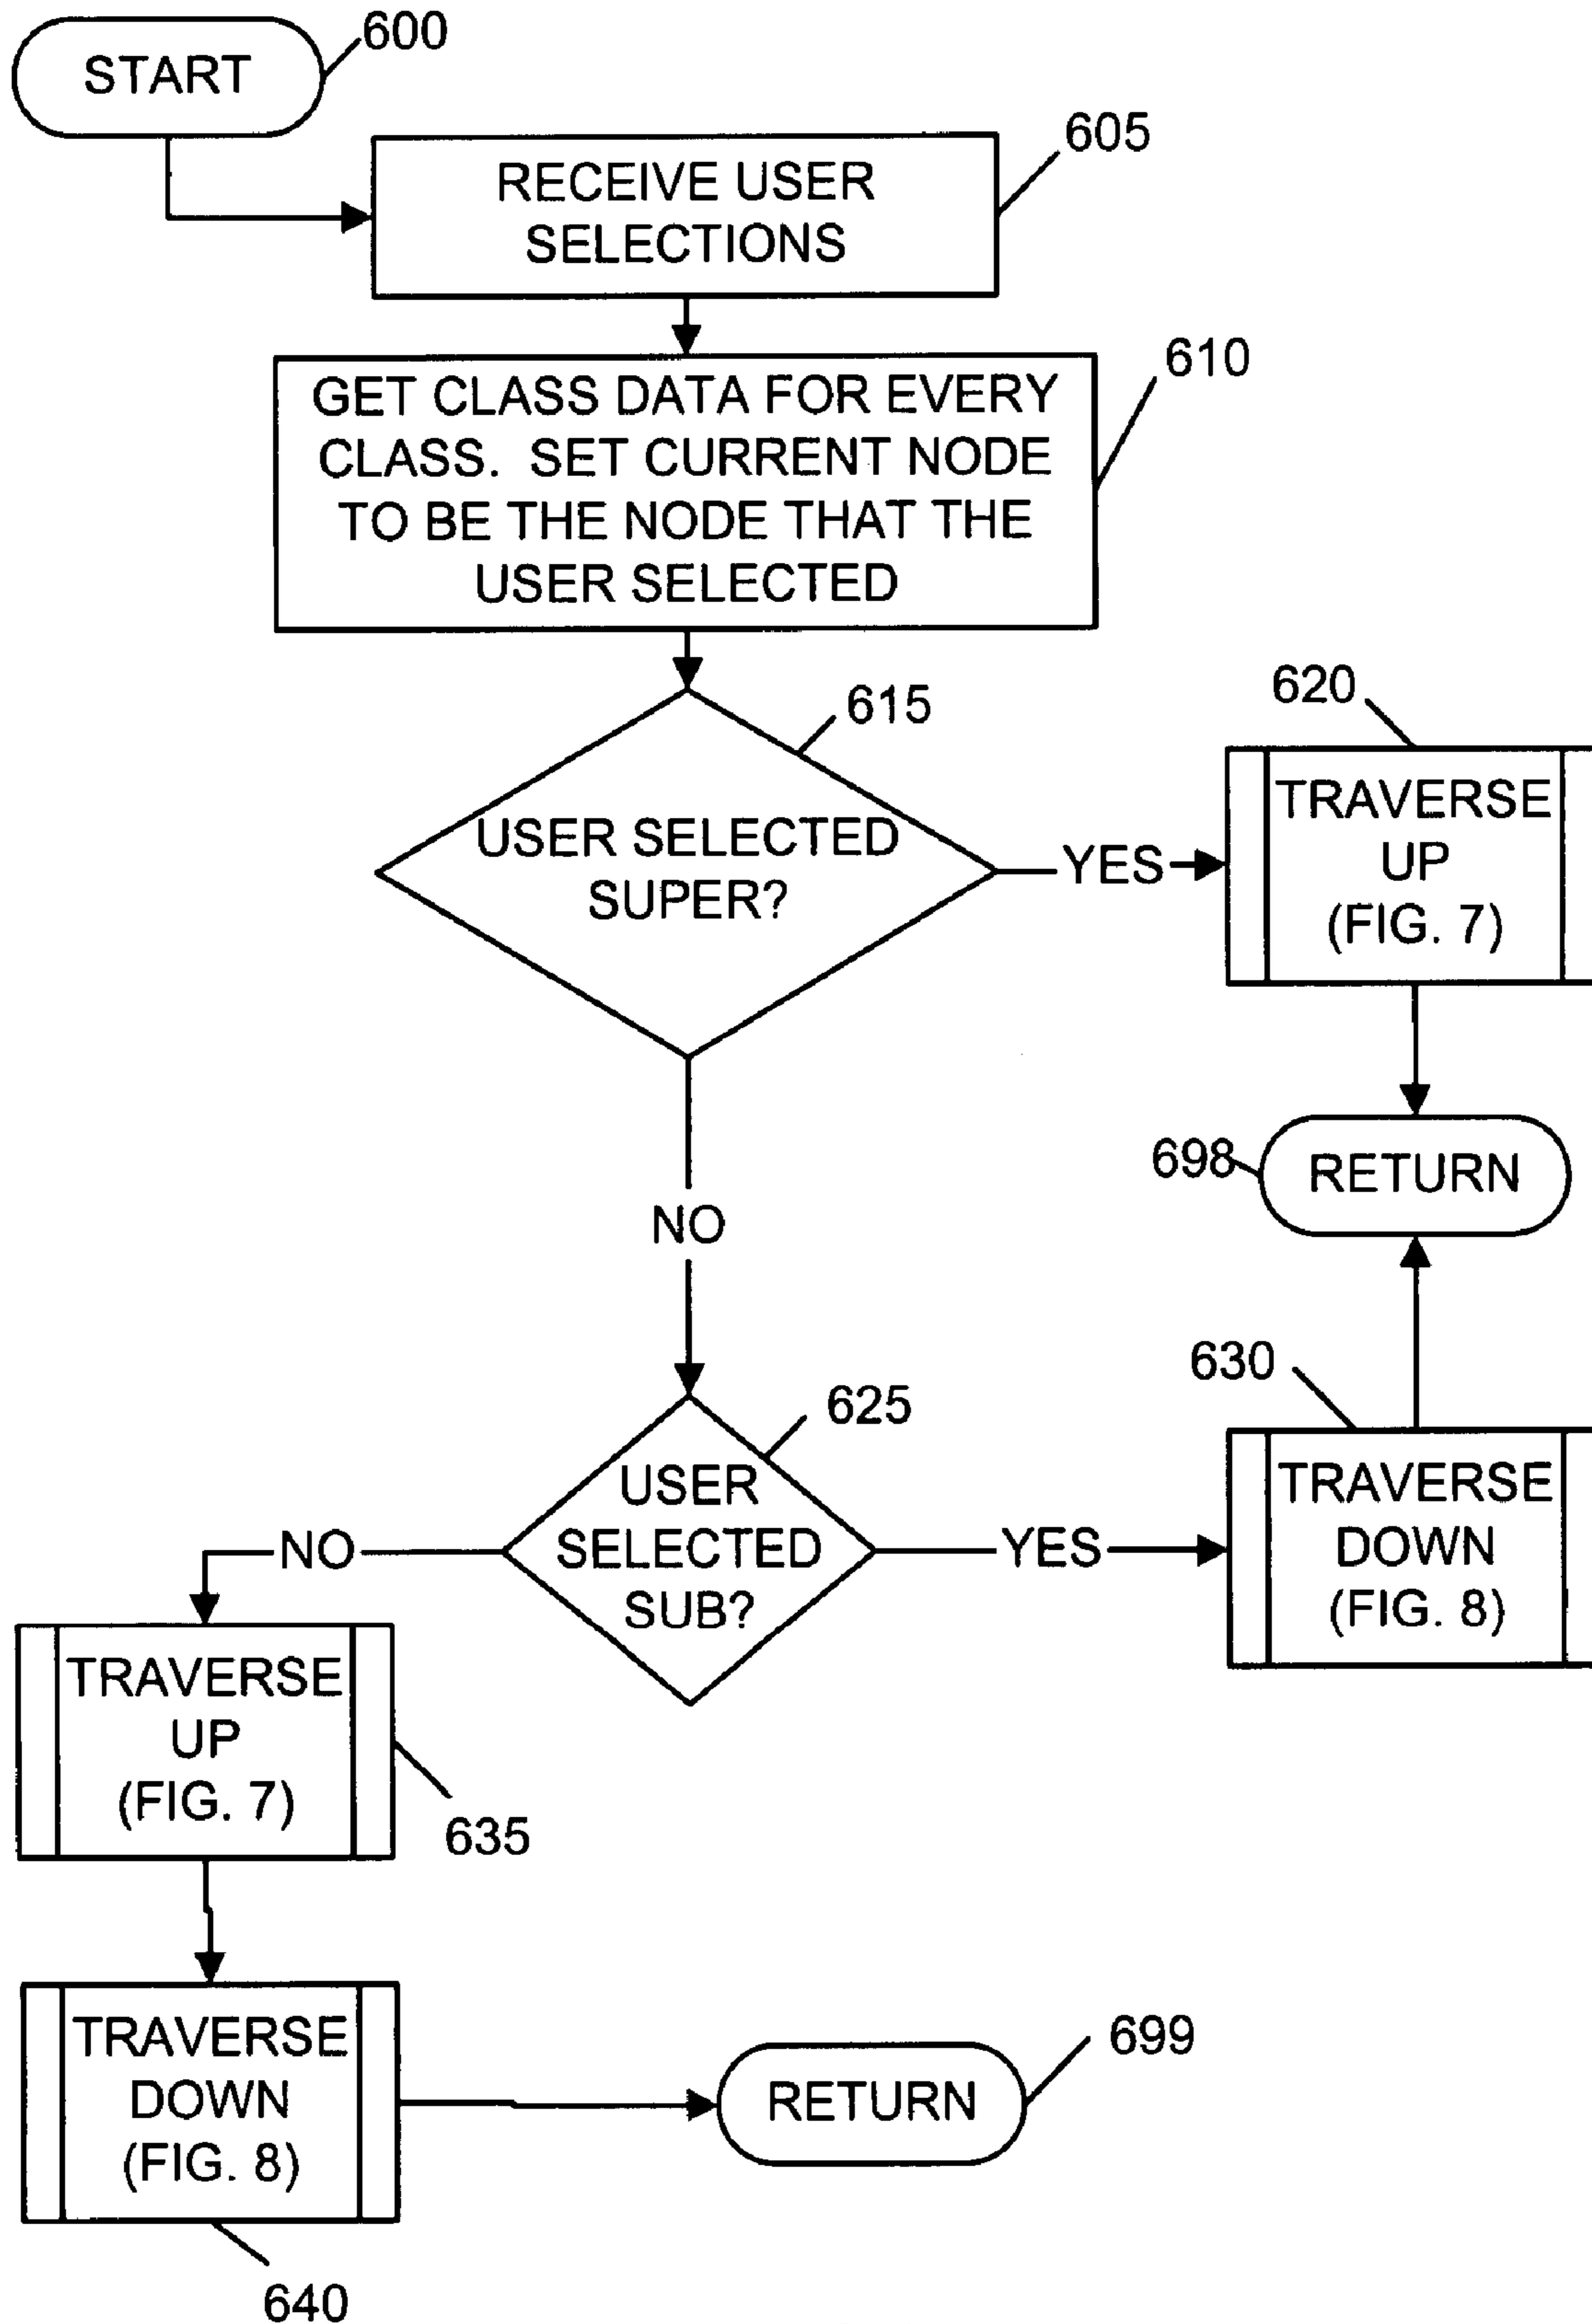 START
600
RECEIVE USER
SELECTIONS
605
GET CLASS DATA FOR EVERY
CLASS. SET CURRENT NODE
TO BE THE NODE THAT THE
USER SELECTED
610
USER SELECTED
SUPER?
615
YES
620
TRAVERSE
UP
(FIG. 7)
698
RETURN
NO
625
USER
SELECTED
SUB?
YES
630
TRAVERSE
DOWN
(FIG. 8)
NO
TRAVERSE
UP
(FIG. 7)
635
TRAVERSE
DOWN
(FIG. 8)
640
RETURN
699